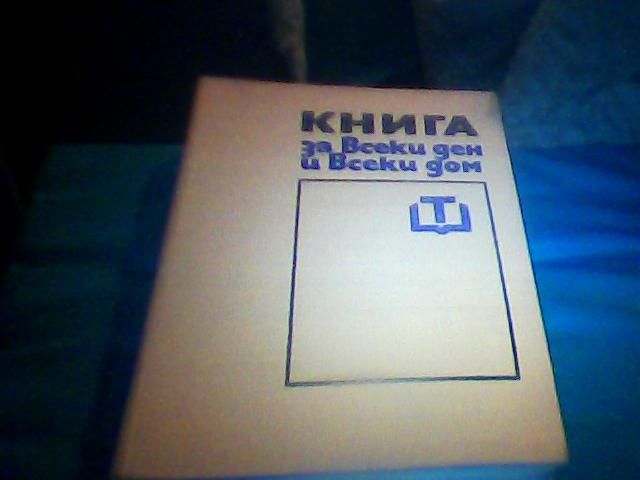 КНИГА
за всеки ден
и всеки дом
Т